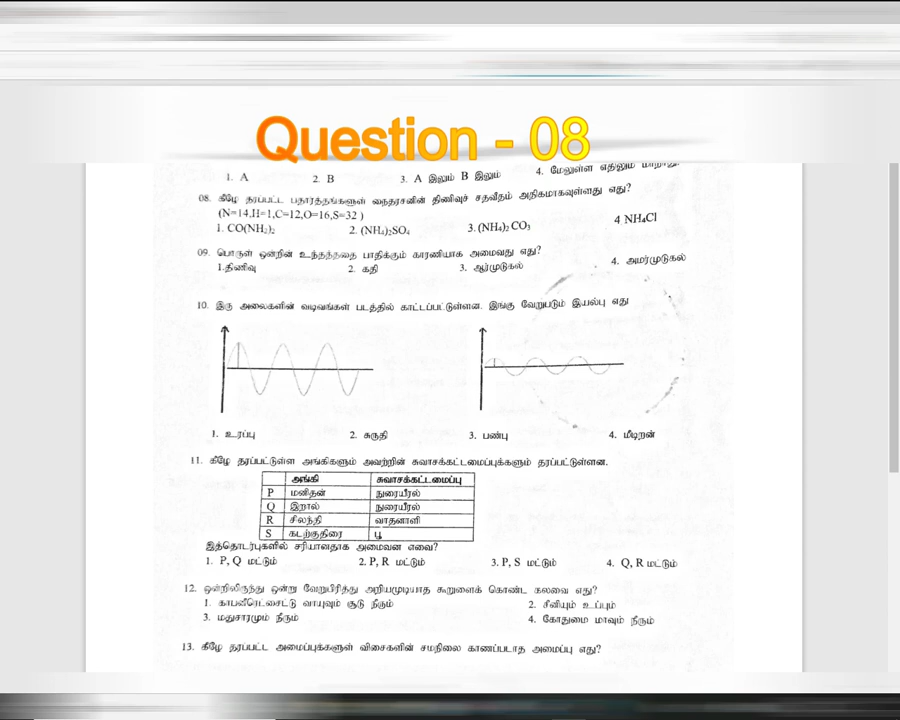 Question - 08
1. A 2. B 3. A இலும் B இலும் 4. மேலுள்ள எதிலும்
08. கீழே தரப்பட்ட பதார்த்தங்களுள் நைதரசனின் திணிவுச் சதவீதம் அதிகமாகவுள்ளது எது?
(N=14,H=1,C=12,O=16,S=32 )
1. CO(NH₂)₂ 2. (NH₄)₂SO₄ 3. (NH₄)₂ CO₃ 4 NH₄Cl
09. பொருள் ஒன்றின் உந்தத்தை பாதிக்கும் காரணியாக அமைவது எது?
1.திணிவு 2. கதி 3. ஆர்முடுகல் 4. அமர்முடுகல்
10. இரு அலைகளின் வடிவங்கள் படத்தில் காட்டப்பட்டுள்ளன. இங்கு வேறுபடும் இயல்பு எது
1. உரப்பு 2. சுருதி 3. பண்பு 4. மீடிறன்
11. கீழே தரப்பட்டுள்ள அங்கிகளும் அவற்றின் சுவாசக்கட்டமைப்புக்களும் தரப்பட்டுள்ளன.
அங்கி சுவாசக்கட்டமைப்பு
P மனிதன் நுரையீரல்
Q இறால் நுரையீரல்
R சிலந்தி வாதனாளி
S கடற்குதிரை பூ
இத்தொடர்புகளில் சரியானதாக அமைவன எவை?
1. P, Q மட்டும் 2. P, R மட்டும் 3. P, S மட்டும் 4. Q, R மட்டும்
12. ஒன்றிலிருந்து ஒன்று வேறுபிரித்து அறியமுடியாத கூறுளைக் கொண்ட கலவை எது?
1. காபனீரொட்சைட்டு வாயுவும் சூடு நீரும் 2. சீனியும் உப்பும்
3. மதுசாரமும் நீரும் 4. கோதுமை மாவும் நீரும்
13. கீழே தரப்பட்ட அமைப்புக்களுள் விசைகளின் சமநிலை காணப்படாத அமைப்பு எது?